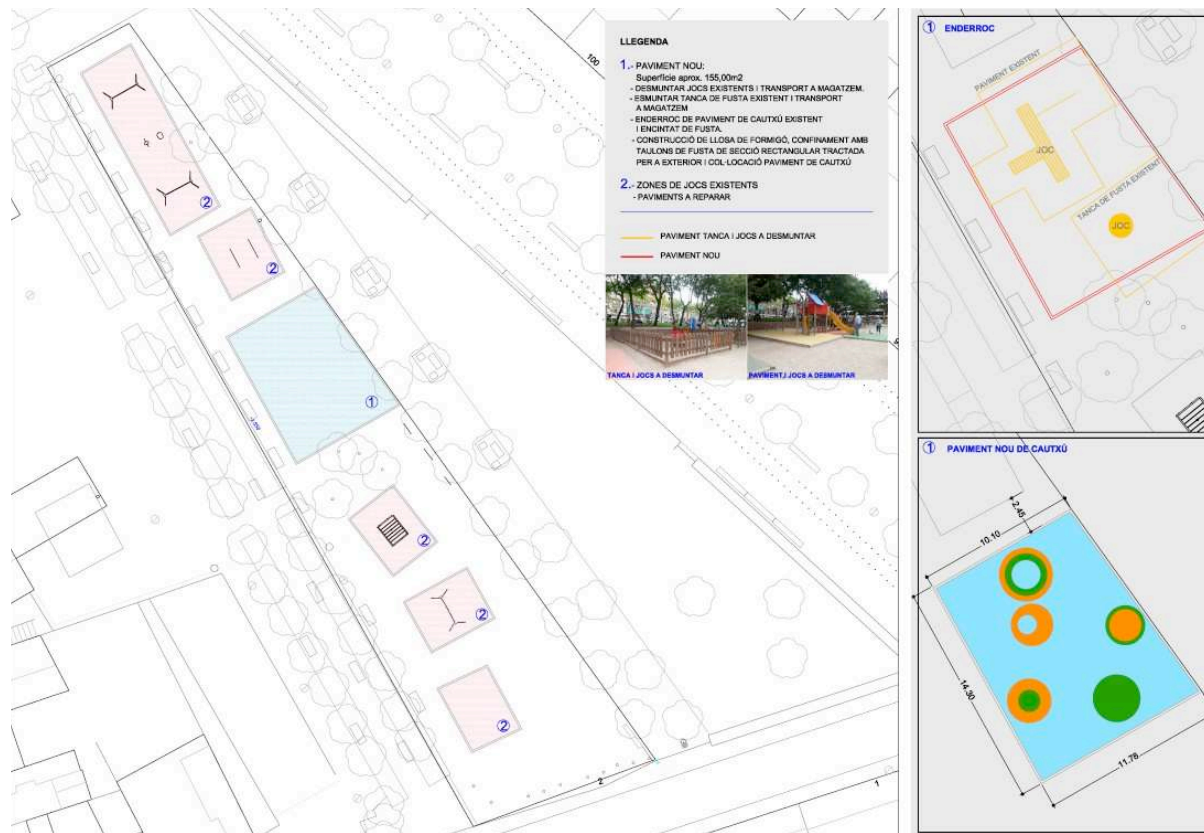 LLEGENDA
1.- PAVIMENT NOU:
Superfície aprox. 155,00m2
- DESMUNTAR JOCS EXISTENTS I TRANSPORT A MAGATZEM.
- ESMUNTAR TANCA DE FUSTA EXISTENT I TRANSPORT
A MAGATZEM
- ENDERROC DE PAVIMENT DE CAUTXÚ EXISTENT
I ENCINTAT DE FUSTA.
- CONSTRUCCIÓ DE LLOSA DE FORMIGÓ, CONFINAMENT AMB
TAULONS DE FUSTA DE SECCIÓ RECTANGULAR TRACTADA
PER A EXTERIOR I COL·LOCACIÓ PAVIMENT DE CAUTXÚ
2.- ZONES DE JOCS EXISTENTS
- PAVIMENTS A REPARAR
PAVIMENT TANCA I JOCS A DESMUNTAR
PAVIMENT NOU
TANCA I JOCS A DESMUNTAR
PAVIMENT,I JOCS A DESMUNTAR
100
2
2
1
2
2
2
2
1
1 ENDERROC
PAVIMENT EXISTENT
JOC
TANCA DE FUSTA EXISTENT
JOC
1 PAVIMENT NOU DE CAUTXÚ
2.45
10.10
14.30
11.78